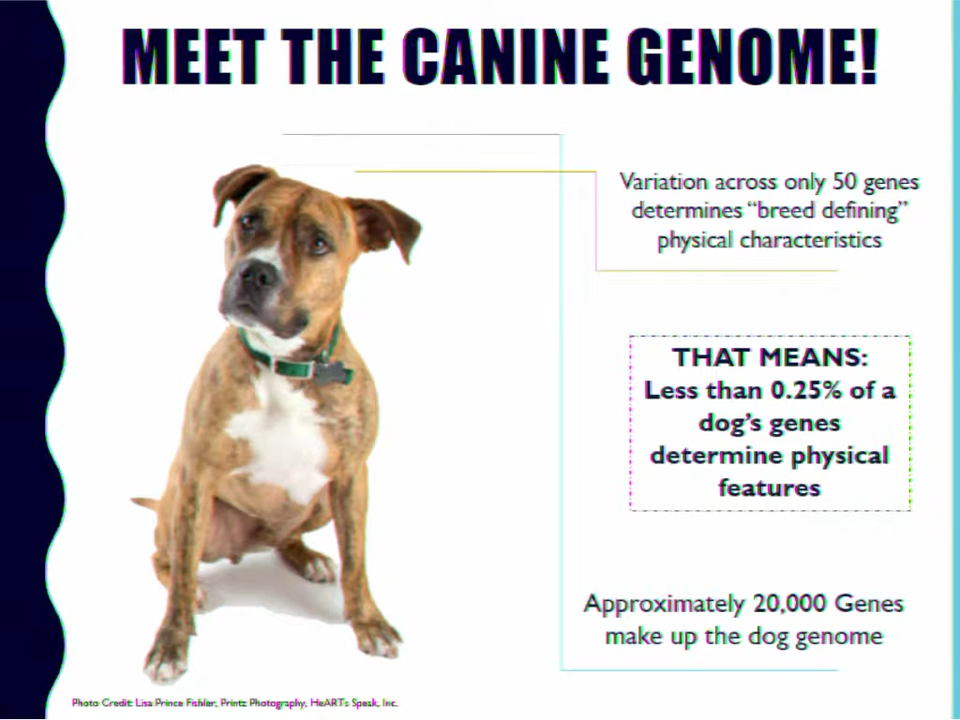 MEET THE CANINE GENOME!
Variation across only 50 genes
determines “breed defining”
physical characteristics
THAT MEANS:
Less than 0.25% of a
dog’s genes
determine physical
features
Approximately 20,000 Genes
make up the dog genome
Photo Credit: Lisa Prince Fishler, Printz Photography, HeARTs Speak, Inc.